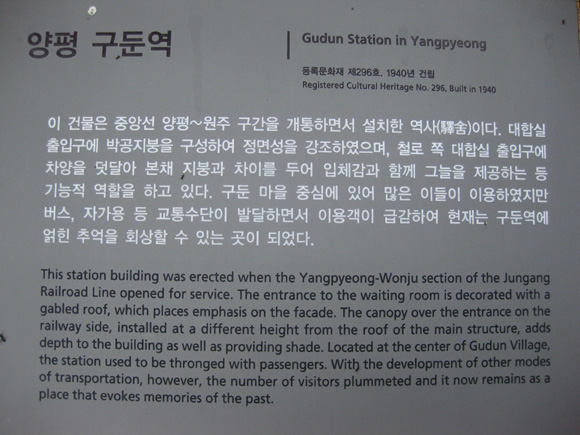 양평 구둔역
Gudun Station in Yangpyeong
등록문화재 제296호, 1940년 건립
Registered Cultural Heritage No. 296, Built in 1940
이 건물은 중앙선 양평~원주 구간을 개통하면서 설치한 역사(驛舍)이다. 대합실
출입구에 박공지붕을 구성하여 정면성을 강조하였으며, 철로 쪽 대합실 출입구에
차양을 덧달아 본채 지붕과 차이를 두어 입체감과 함께 그늘을 제공하는 등
기능적 역할을 하고 있다. 구둔 마을 중심에 있어 많은 이들이 이용하였지만
버스, 자가용 등 교통수단이 발달하면서 이용객이 급감하여 현재는 구둔역에
얽힌 추억을 회상할 수 있는 곳이 되었다.
This station building was erected when the Yangpyeong-Wonju section of the Jungang
Railroad Line opened for service. The entrance to the waiting room is decorated with a
gabled roof, which places emphasis on the facade. The canopy over the entrance on the
railway side, installed at a different height from the roof of the main structure, adds
depth to the building as well as providing shade. Located at the center of Gudun Village,
the station used to be thronged with passengers. With the development of other modes
of transportation, however, the number of visitors plummeted and it now remains as a
place that evokes memories of the past.